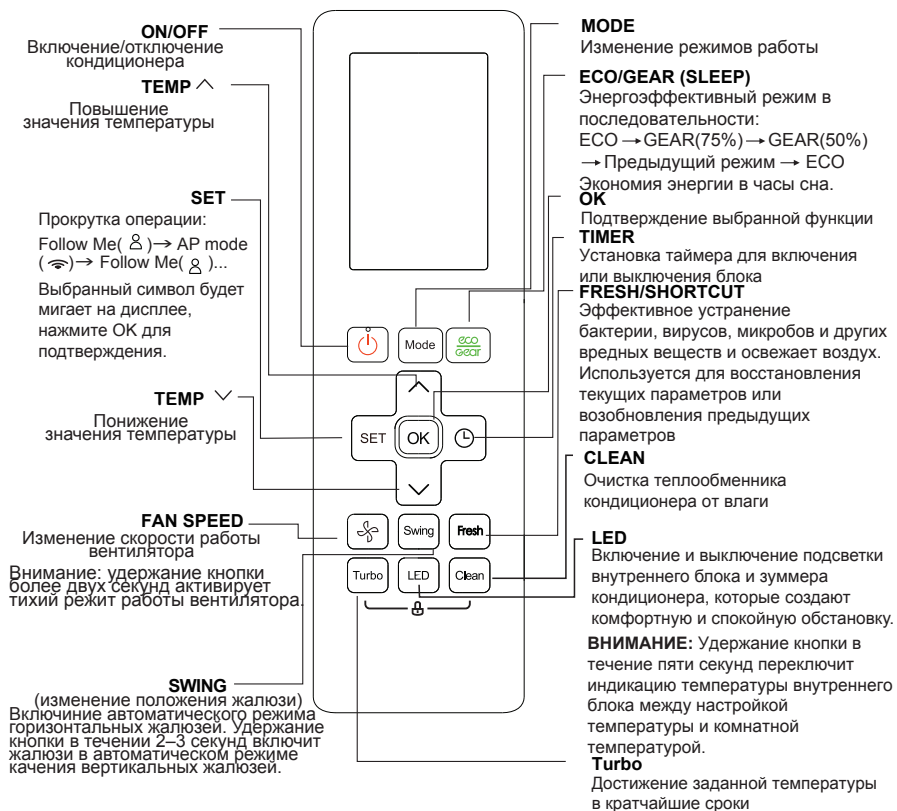 ON/OFF
Включение/отключение
кондиционера
TEMP ︿
Повышение
значения температуры
SET
Прокрутка операции:
Follow Me( )→ AP mode
( )→ Follow Me( )...
Выбранный символ будет
мигает на дисплее,
нажмите OK для
подтверждения.
TEMP ﹀
Понижение
значения температуры
FAN SPEED
Изменение скорости работы
вентилятора
Внимание: удержание кнопки
более двух секунд активирует
тихий режит работы вентилятора.
SWING
(изменение положения жалюзи)
Включиние автоматического режима
горизонтальных жалюзей. Удержание
кнопки в течении 2–3 секунд включит
жалюзи в автоматическом режиме
качения вертикальных жалюзей.
Mode
eco
gear
SET
OK
Swing
Fresh
Turbo
LED
Clean
MODE
Изменение режимов работы
ECO/GEAR (SLEEP)
Энергоэффективный режим в
последовательности:
ECO →GEAR(75%)→GEAR(50%)
→Предыдущий режим → ECO
Экономия энергии в часы сна.
OK
Подтверждение выбранной функции
TIMER
Установка таймера для включения
или выключения блока
FRESH/SHORTCUT
Эффективное устранение
бактерии, вирусов, микробов и других
вредных веществ и освежает воздух.
Используется для восстановления
текущих параметров или
возобновления предыдущих
параметров
CLEAN
Очистка теплообменника
кондиционера от влаги
LED
Включение и выключение подсветки
внутреннего блока и зуммера
кондиционера, которые создают
комфортную и спокойную обстановку.
ВНИМАНИЕ: Удержание кнопки в
течение пяти секунд переключит
индикацию температуры внутреннего
блока между настройкой
температуры и комнатной
температурой.
Turbo
Достижение заданной температуры
в кратчайшие сроки